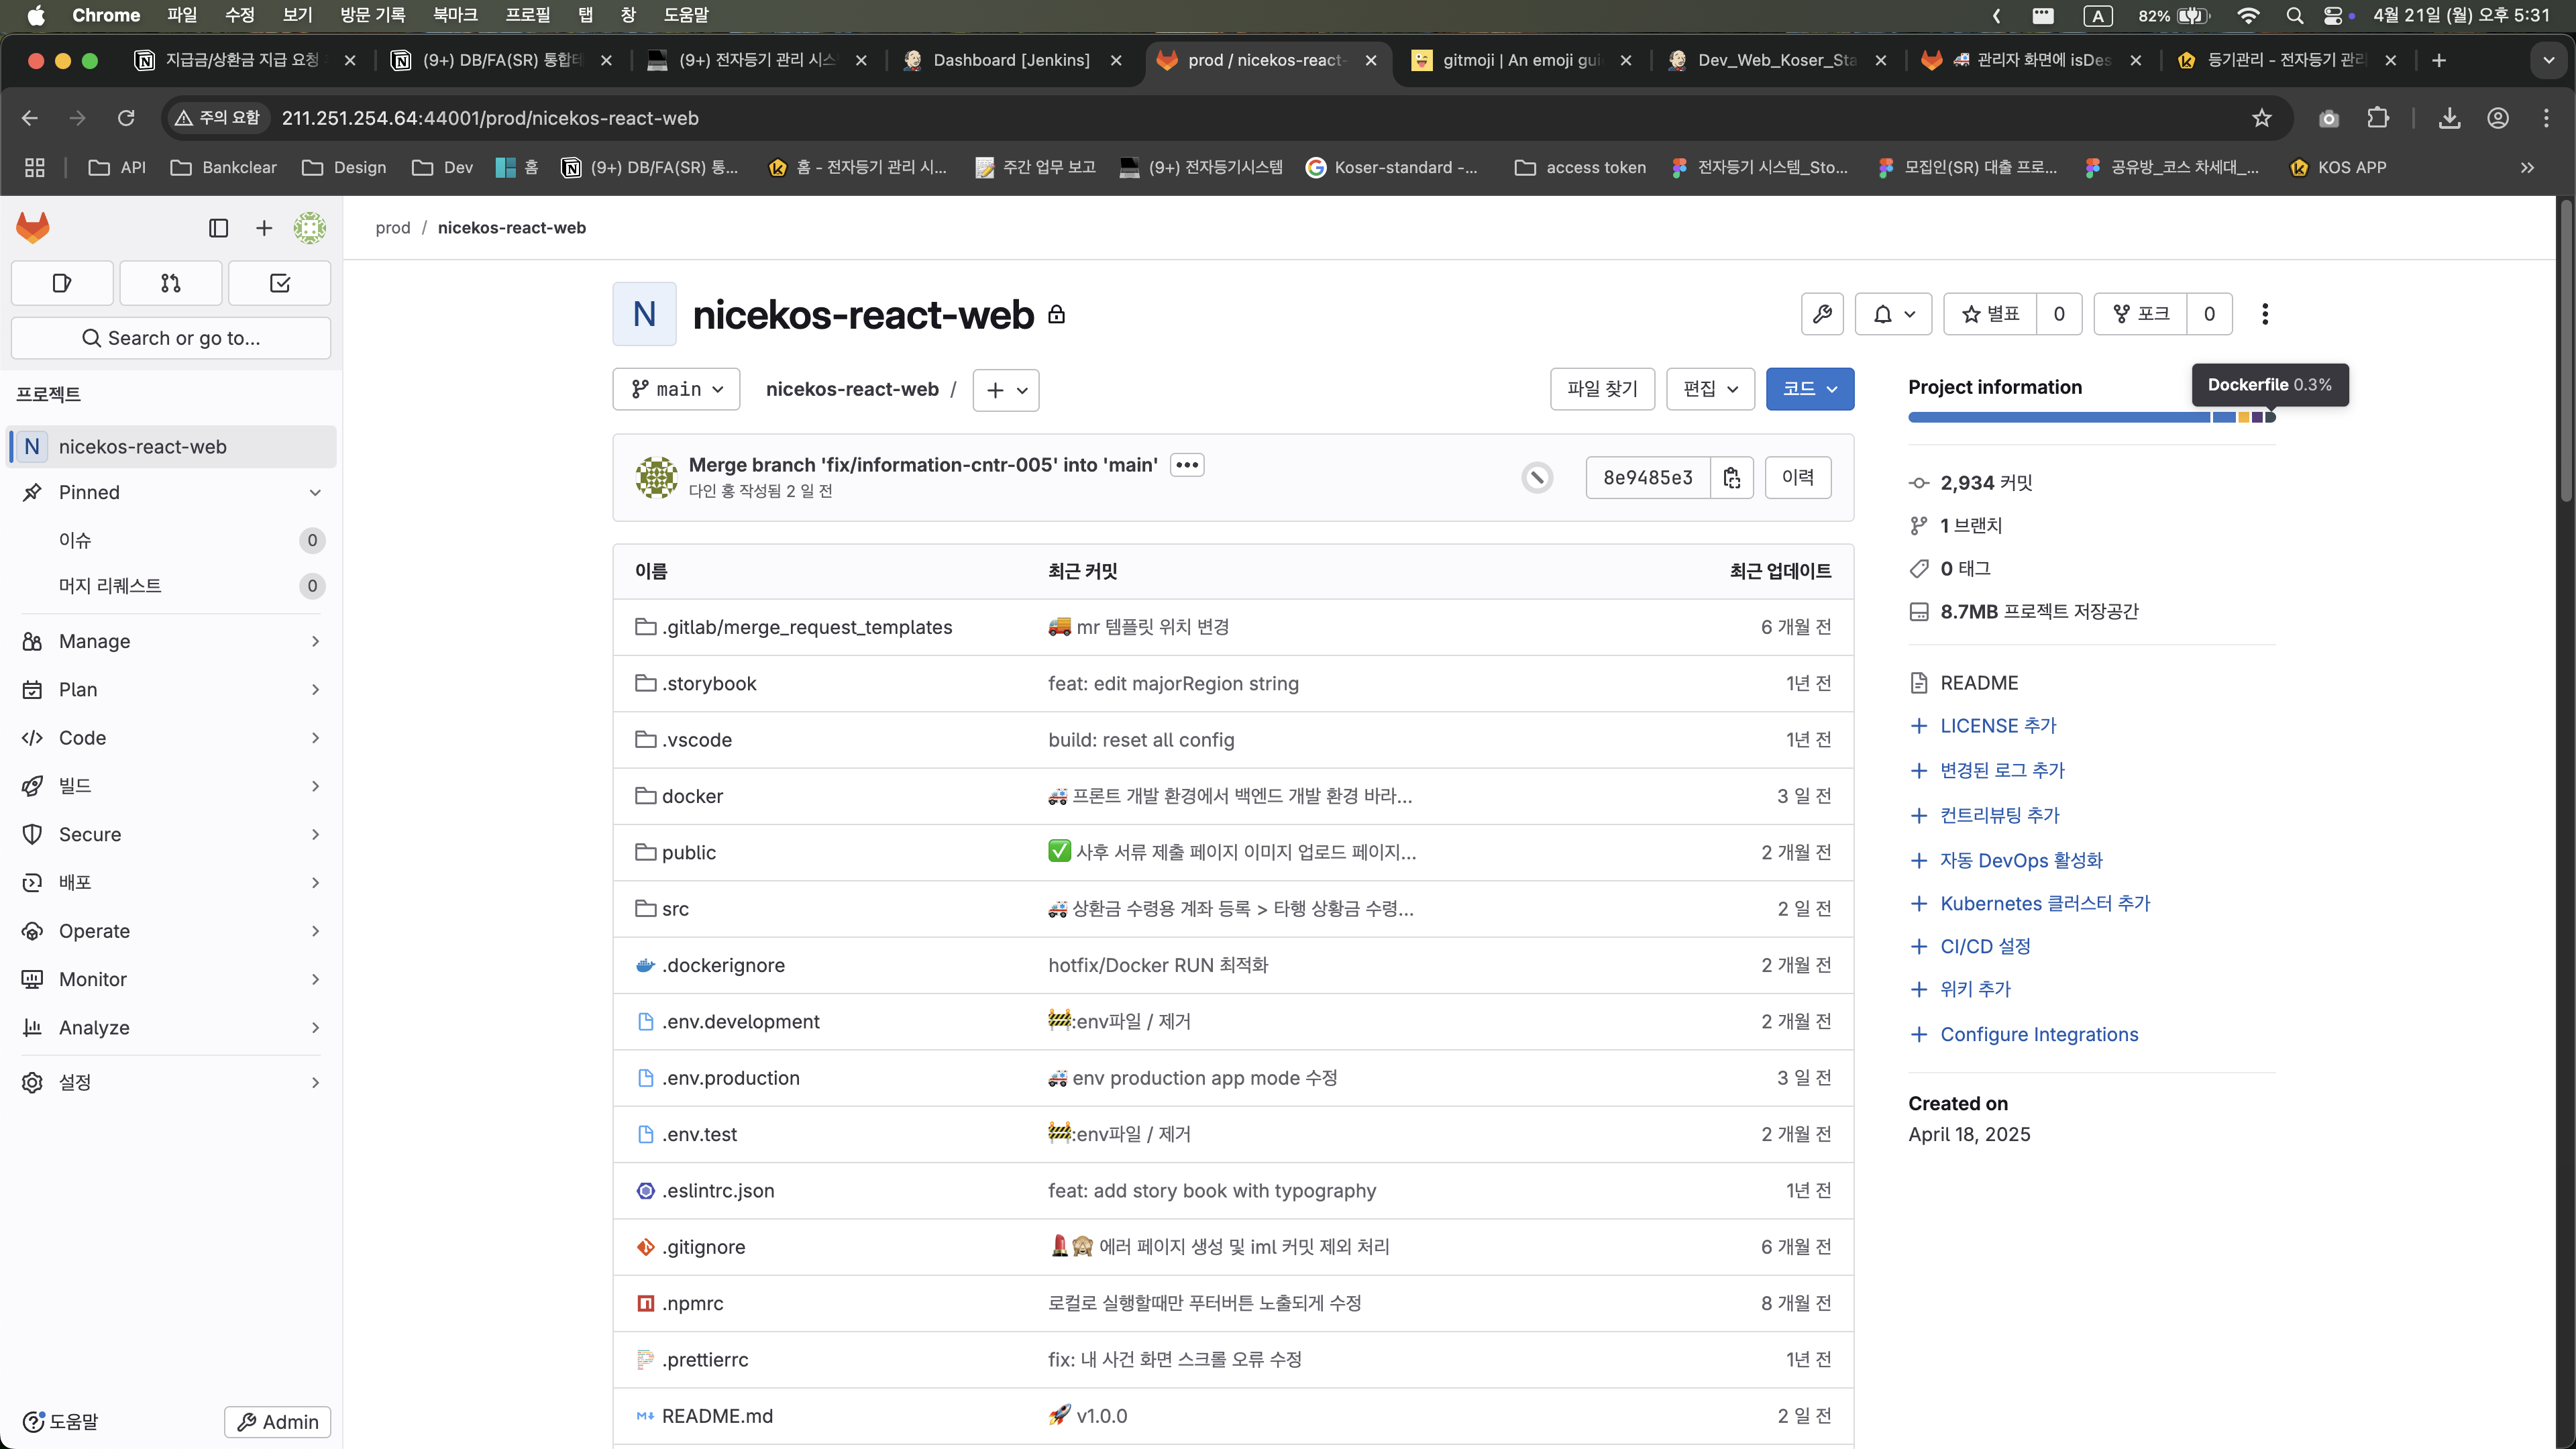 Chrome 파일 수정 보기 방문 기록 북마크 프로필 탭 창 도움말 A 82% 4월 21일 (월) 오후 5:31
지급금/상환금 지급 요청 (9+) DB/FA(SR) 통합 (9+) 전자등기 관리 시스 Dashboard [Jenkins] prod / nicekos-react- gitmoji | An emoji gui Dev_Web_Koser_Sta 🚑 관리자 화면에 isDes 등기관리 - 전자등기 관리
주의 요함 211.251.254.64:44001/prod/nicekos-react-web
API Bankclear Design Dev 홈 (9+) DB/FA(SR) 통... 홈 - 전자등기 관리 시... 주간 업무 보고 (9+) 전자등기시스템 Koser-standard -... access token 전자등기 시스템_Sto... 모집인(SR) 대출 프로... 공유방_코스 차세대_... KOS APP
prod / nicekos-react-web
Search or go to...
프로젝트
N nicekos-react-web
Pinned
이슈 0
머지 리퀘스트 0
Manage
Plan
Code
빌드
Secure
배포
Operate
Monitor
Analyze
설정
도움말 Admin
N nicekos-react-web
별표 0 포크 0
main nicekos-react-web / + 파일 찾기 편집 코드
Merge branch 'fix/information-cntr-005' into 'main'
다인 홍 작성됨 2 일 전
8e9485e3 이력
이름 최근 커밋 최근 업데이트
.gitlab/merge_request_templates 🚚 mr 템플릿 위치 변경 6 개월 전
.storybook feat: edit majorRegion string 1년 전
.vscode build: reset all config 1년 전
docker 🚑 프론트 개발 환경에서 백엔드 개발 환경 바라... 3 일 전
public ✅ 사후 서류 제출 페이지 이미지 업로드 페이지... 2 개월 전
src 🚑 상환금 수령용 계좌 등록 > 타행 상황금 수령... 2 일 전
.dockerignore hotfix/Docker RUN 최적화 2 개월 전
.env.development 🚧:env파일 / 제거 2 개월 전
.env.production 🚑 env production app mode 수정 3 일 전
.env.test 🚧:env파일 / 제거 2 개월 전
.eslintrc.json feat: add story book with typography 1년 전
.gitignore 💄🙈 에러 페이지 생성 및 iml 커밋 제외 처리 6 개월 전
.npmrc 로컬로 실행할때만 푸터버튼 노출되게 수정 8 개월 전
.prettierrc fix: 내 사건 화면 스크롤 오류 수정 1년 전
README.md 🚀 v1.0.0 2 일 전
Project information
Dockerfile 0.3%
2,934 커밋
1 브랜치
0 태그
8.7MB 프로젝트 저장공간
README
LICENSE 추가
변경된 로그 추가
컨트리뷰팅 추가
자동 DevOps 활성화
Kubernetes 클러스터 추가
CI/CD 설정
위키 추가
Configure Integrations
Created on
April 18, 2025